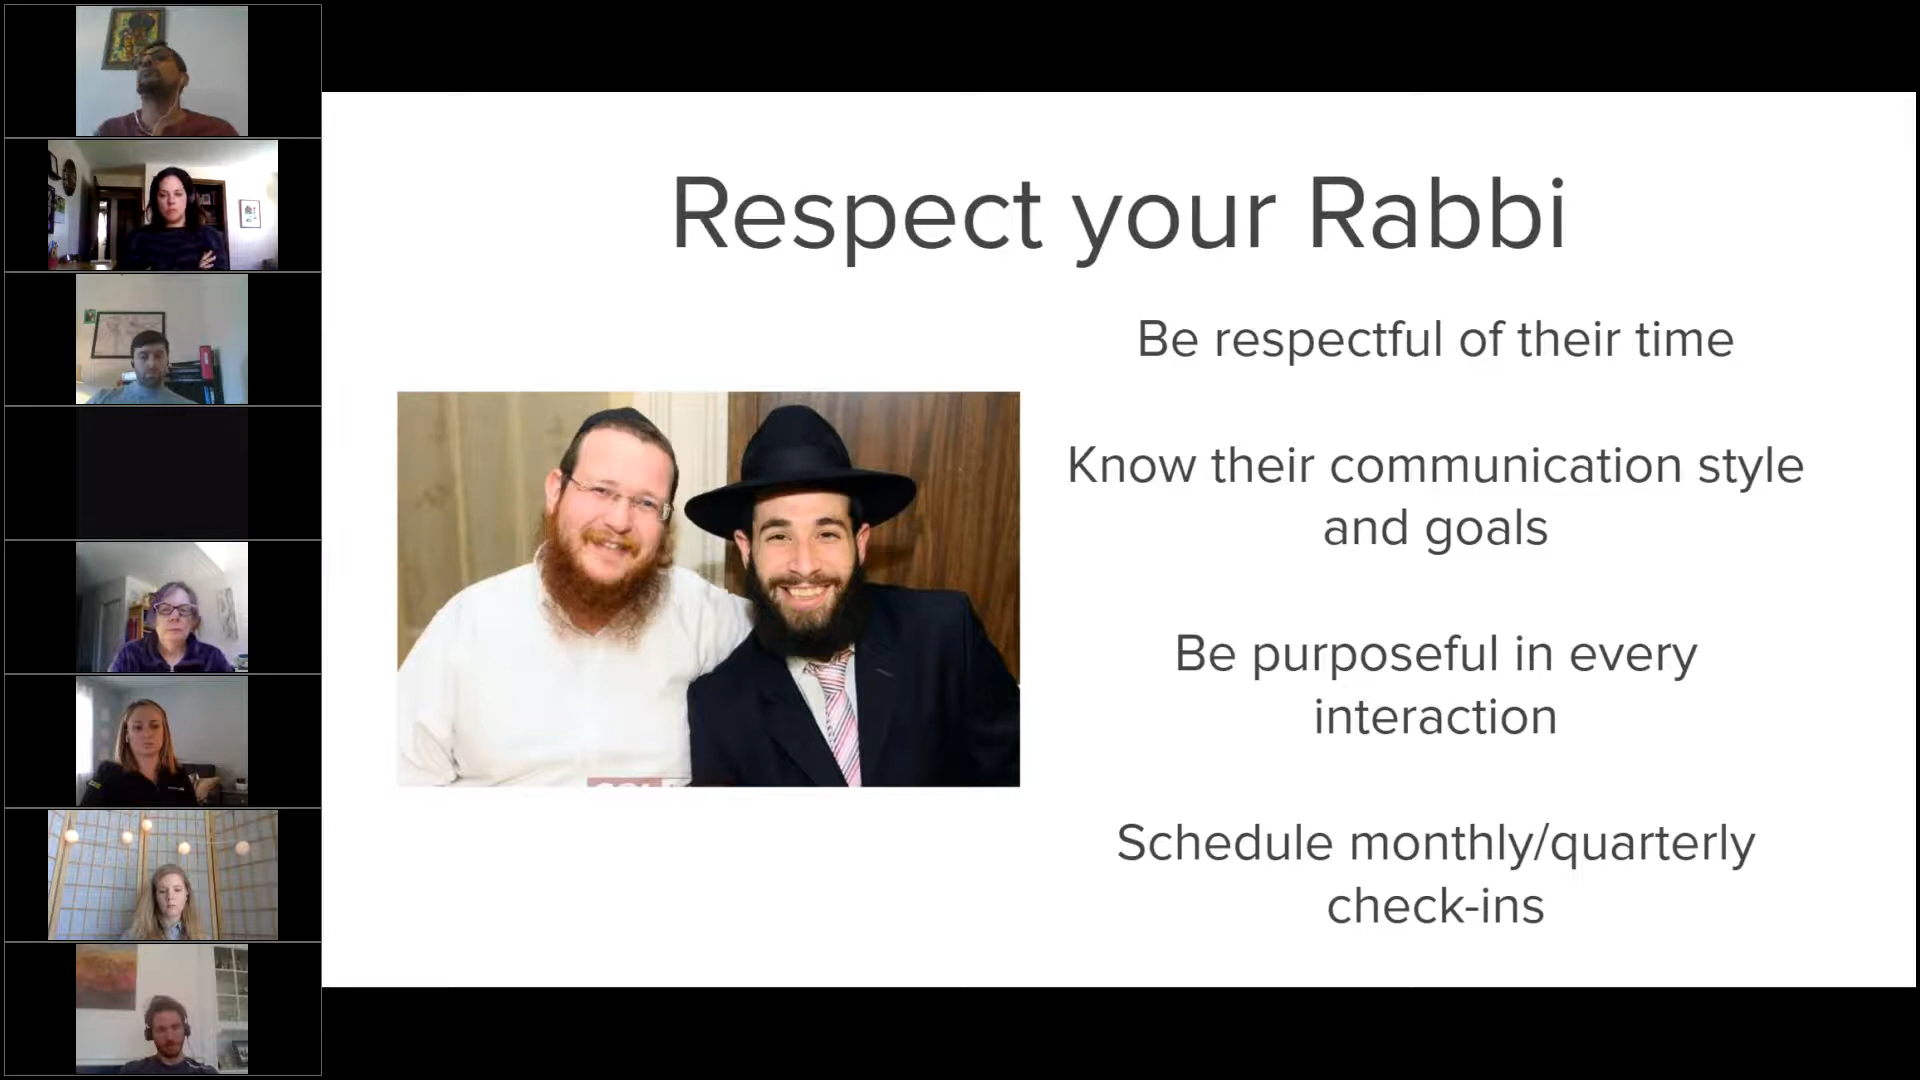 Respect your Rabbi
Be respectful of their time
Know their communication style
and goals
Be purposeful in every
interaction
Schedule monthly/quarterly
check-ins